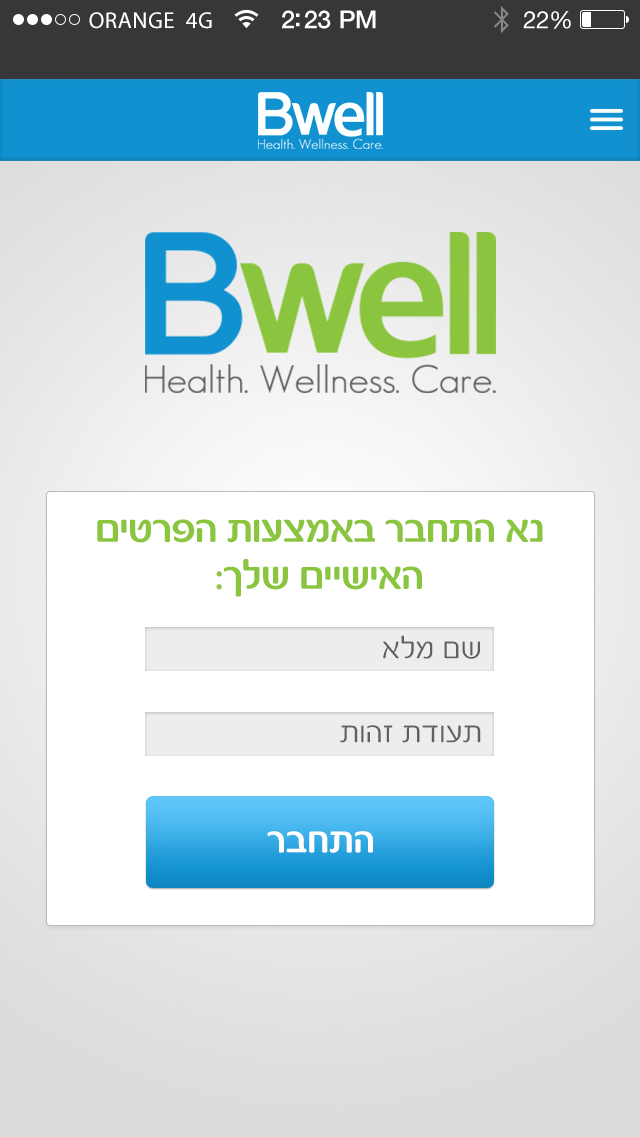 ORANGE 4G 2:23 PM 22%
Bwell
Health. Wellness. Care.
Bwell
Health. Wellness. Care.
נא התחבר באמצעות הפרטים
האישיים שלך:
שם מלא
תעודת זהות
התחבר